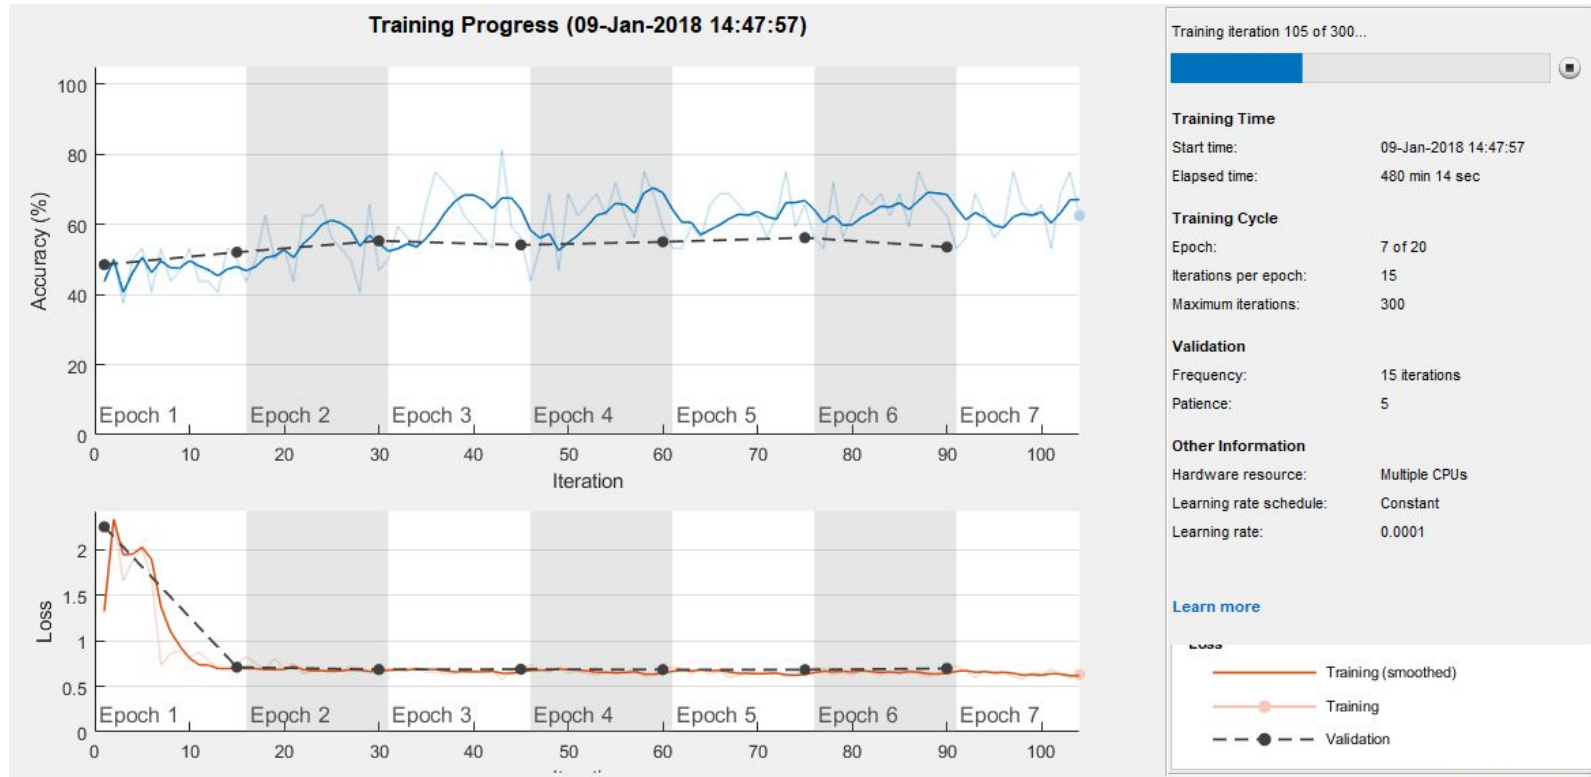 Training Progress (09-Jan-2018 14:47:57)
100
80
60
40
20
0
Accuracy (%)
Epoch 1 Epoch 2 Epoch 3 Epoch 4 Epoch 5 Epoch 6 Epoch 7
0 10 20 30 40 50 60 70 80 90 100
Iteration
2
1.5
1
0.5
0
Loss
Epoch 1 Epoch 2 Epoch 3 Epoch 4 Epoch 5 Epoch 6 Epoch 7
0 10 20 30 40 50 60 70 80 90 100
Training iteration 105 of 300...
Training Time
Start time: 09-Jan-2018 14:47:57
Elapsed time: 480 min 14 sec
Training Cycle
Epoch: 7 of 20
Iterations per epoch: 15
Maximum iterations: 300
Validation
Frequency: 15 iterations
Patience: 5
Other Information
Hardware resource: Multiple CPUs
Learning rate schedule: Constant
Learning rate: 0.0001
Learn more
Loss
Training (smoothed)
Training
Validation